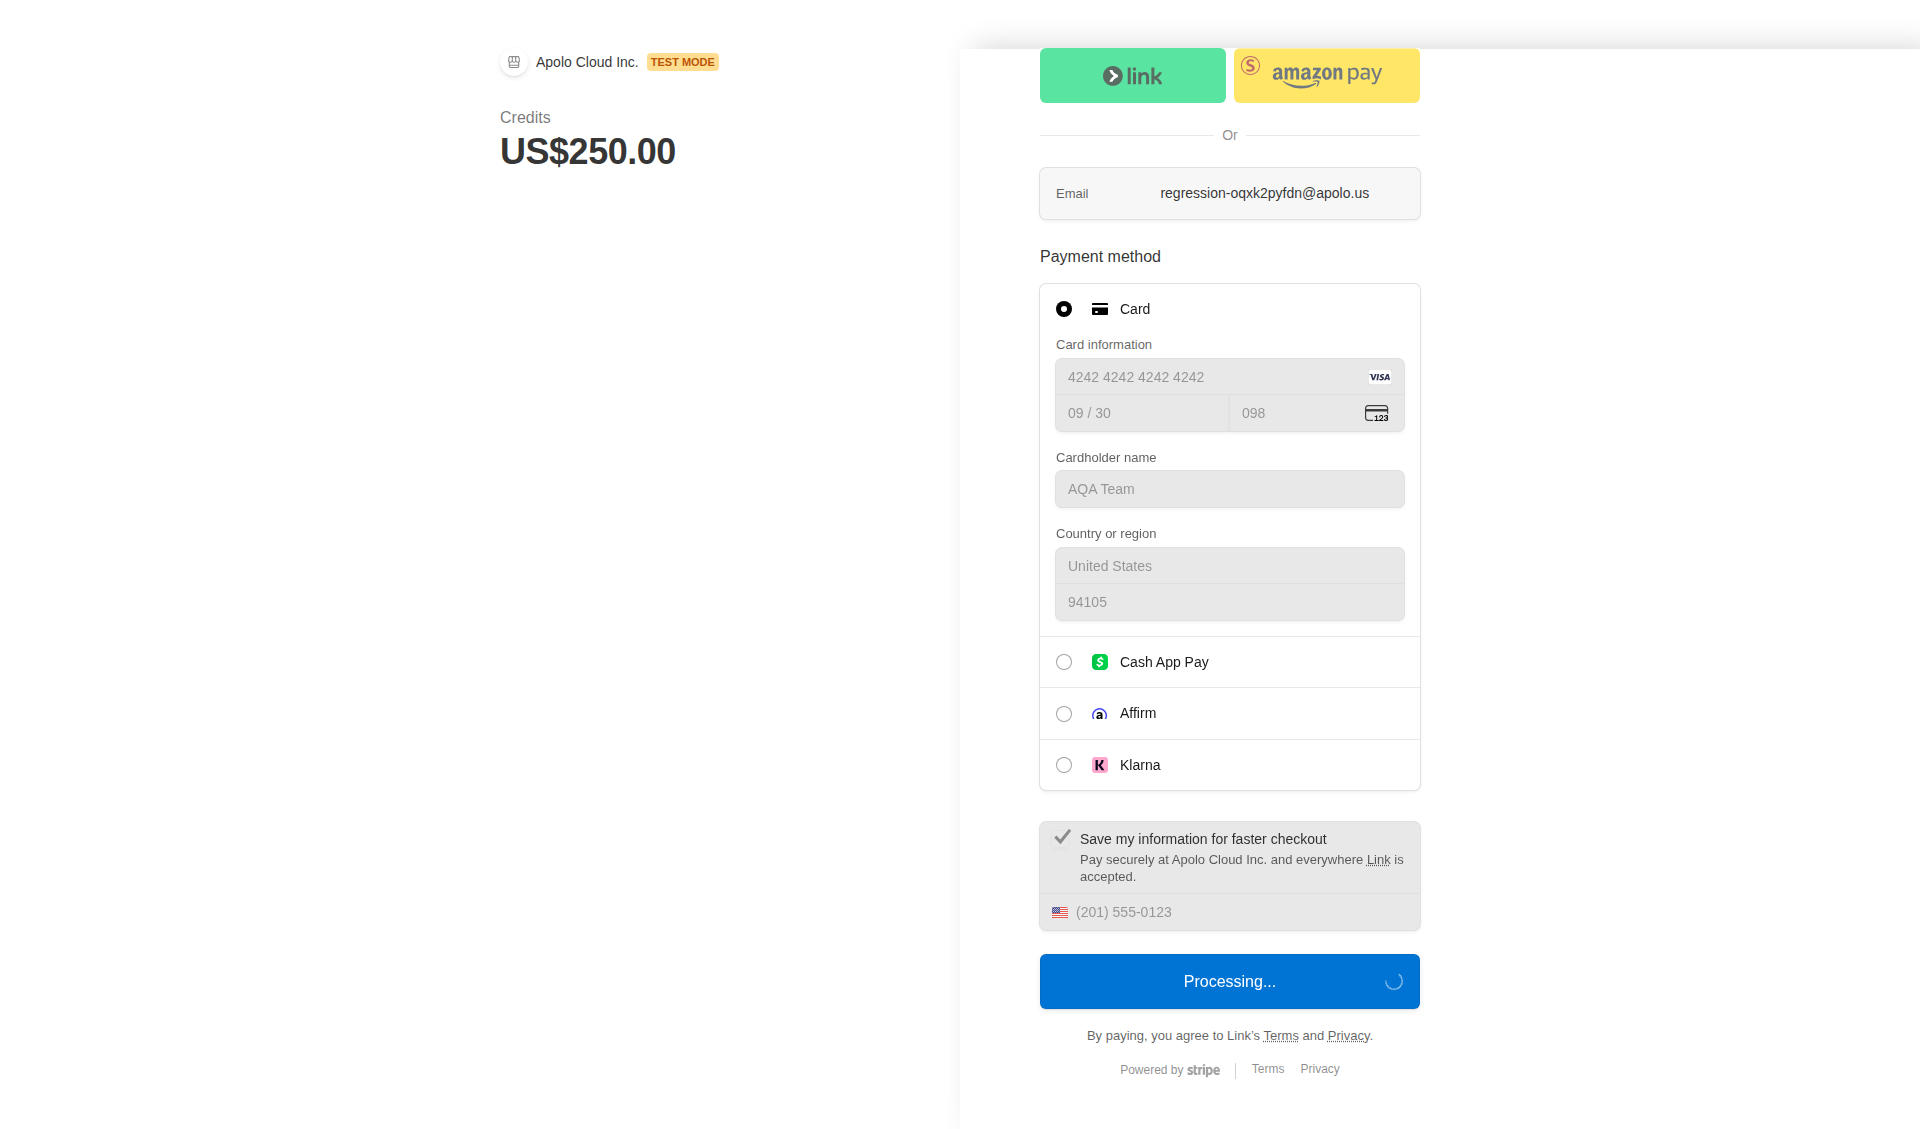 Apolo Cloud Inc. TEST MODE
Credits
US$250.00
link
S amazon pay
Or
Email regression-oqxk2pyfdn@apolo.us
Payment method
Card
Card information
4242 4242 4242 4242 VISA
09 / 30 098 123
Cardholder name
AQA Team
Country or region
United States
94105
$ Cash App Pay
a Affirm
K Klarna
Save my information for faster checkout
Pay securely at Apolo Cloud Inc. and everywhere Link is
accepted.
(201) 555-0123
Processing...
By paying, you agree to Link’s Terms and Privacy.
Powered by stripe Terms Privacy